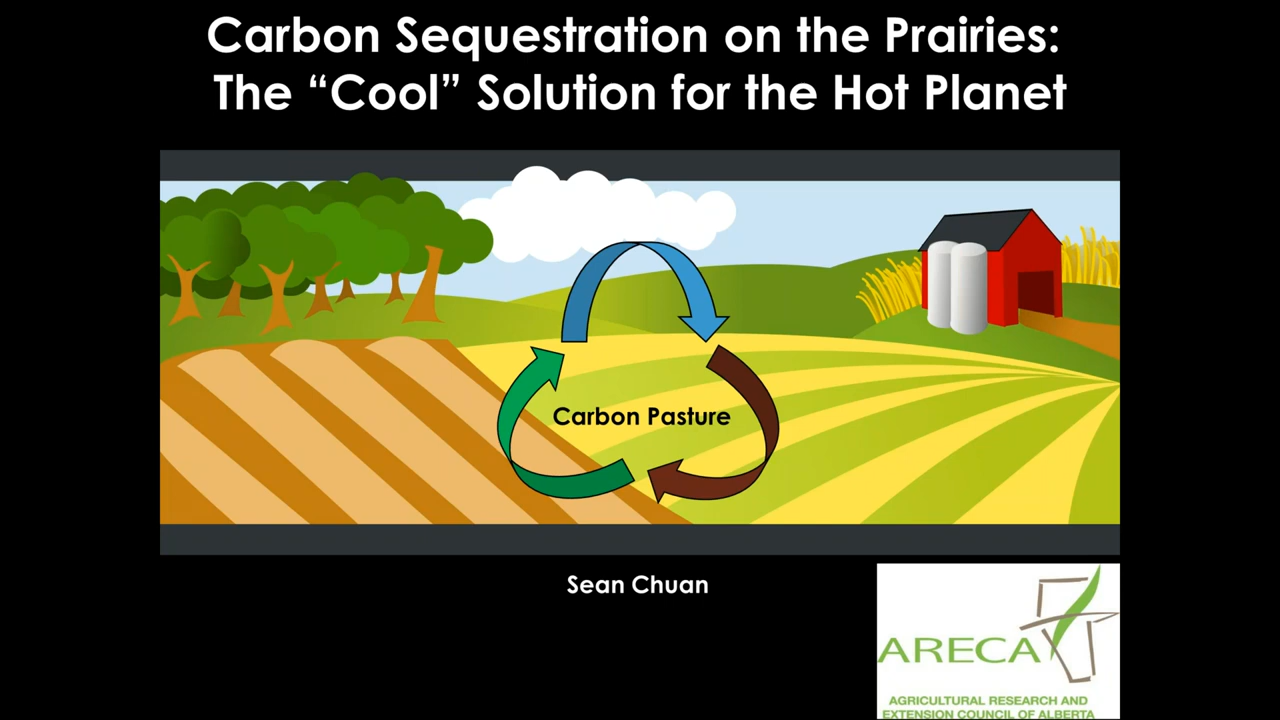 Carbon Sequestration on the Prairies:
The “Cool” Solution for the Hot Planet
Carbon Pasture
Sean Chuan
ARECA
AGRICULTURAL RESEARCH AND
EXTENSION COUNCIL OF ALBERTA